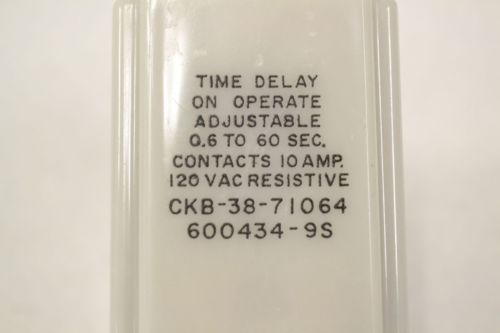 TIME DELAY
ON OPERATE
ADJUSTABLE
0.6 TO 60 SEC.
CONTACTS 10 AMP.
120 VAC RESISTIVE
CKB-38-71064
600434-9S